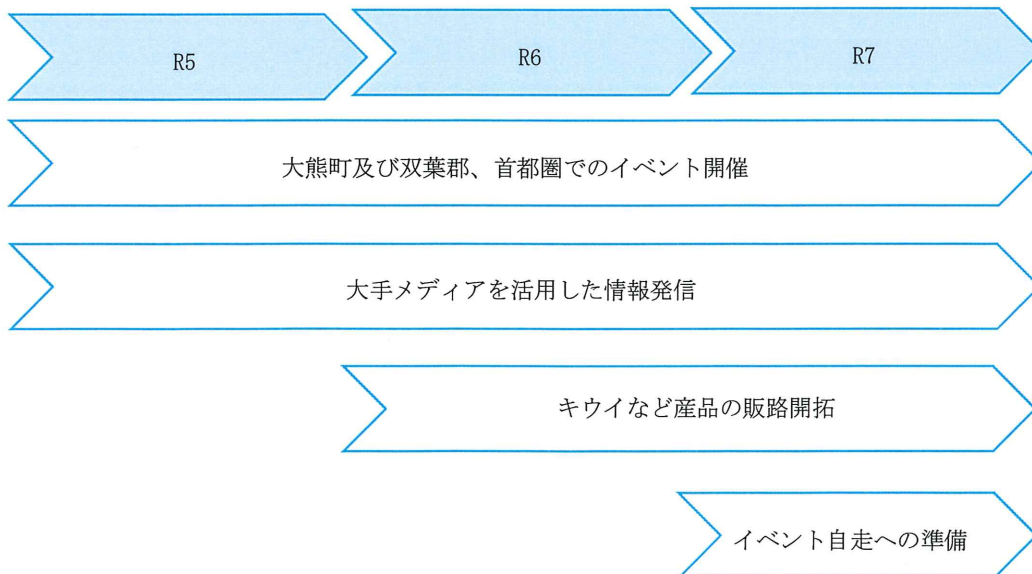 R5
R6
R7
大熊町及び双葉郡、首都圏でのイベント開催
大手メディアを活用した情報発信
キウイなど産品の販路開拓
イベント自走への準備